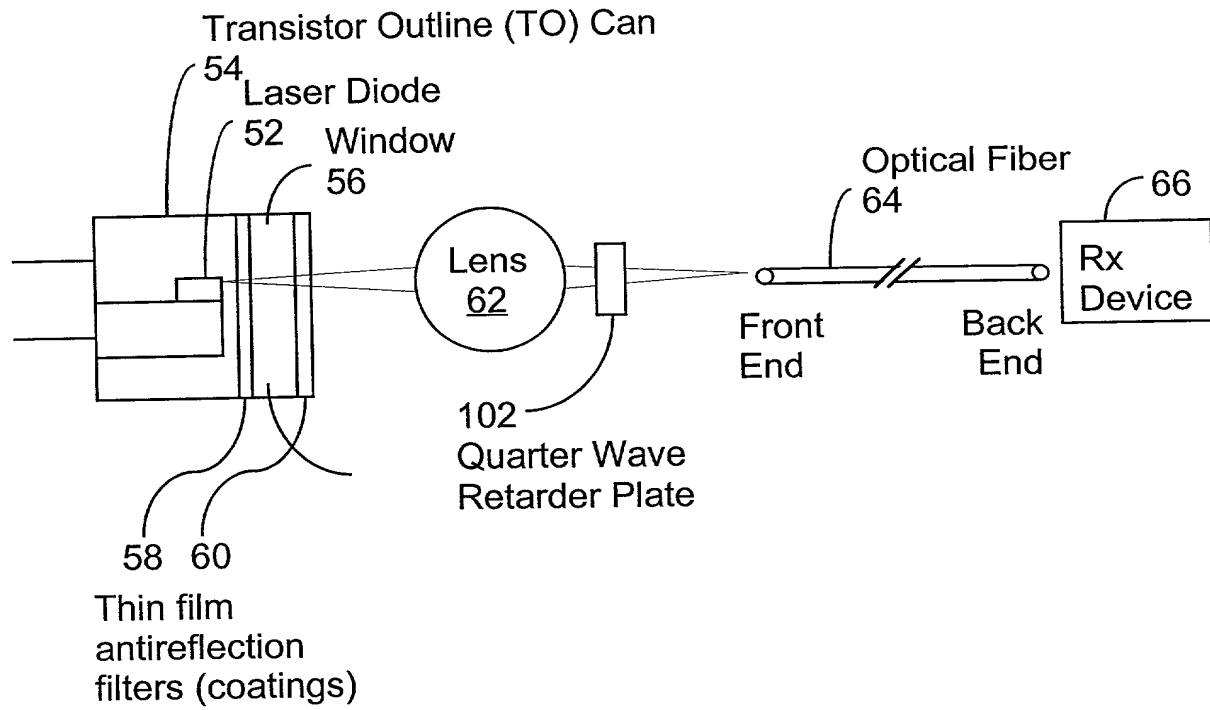 Transistor Outline (TO) Can
54
Laser Diode
52
Window
56
Lens
62
Optical Fiber
64
66
Rx
Device
Front
End
Back
End
102
Quarter Wave
Retarder Plate
58 60
Thin film
antireflection
filters (coatings)